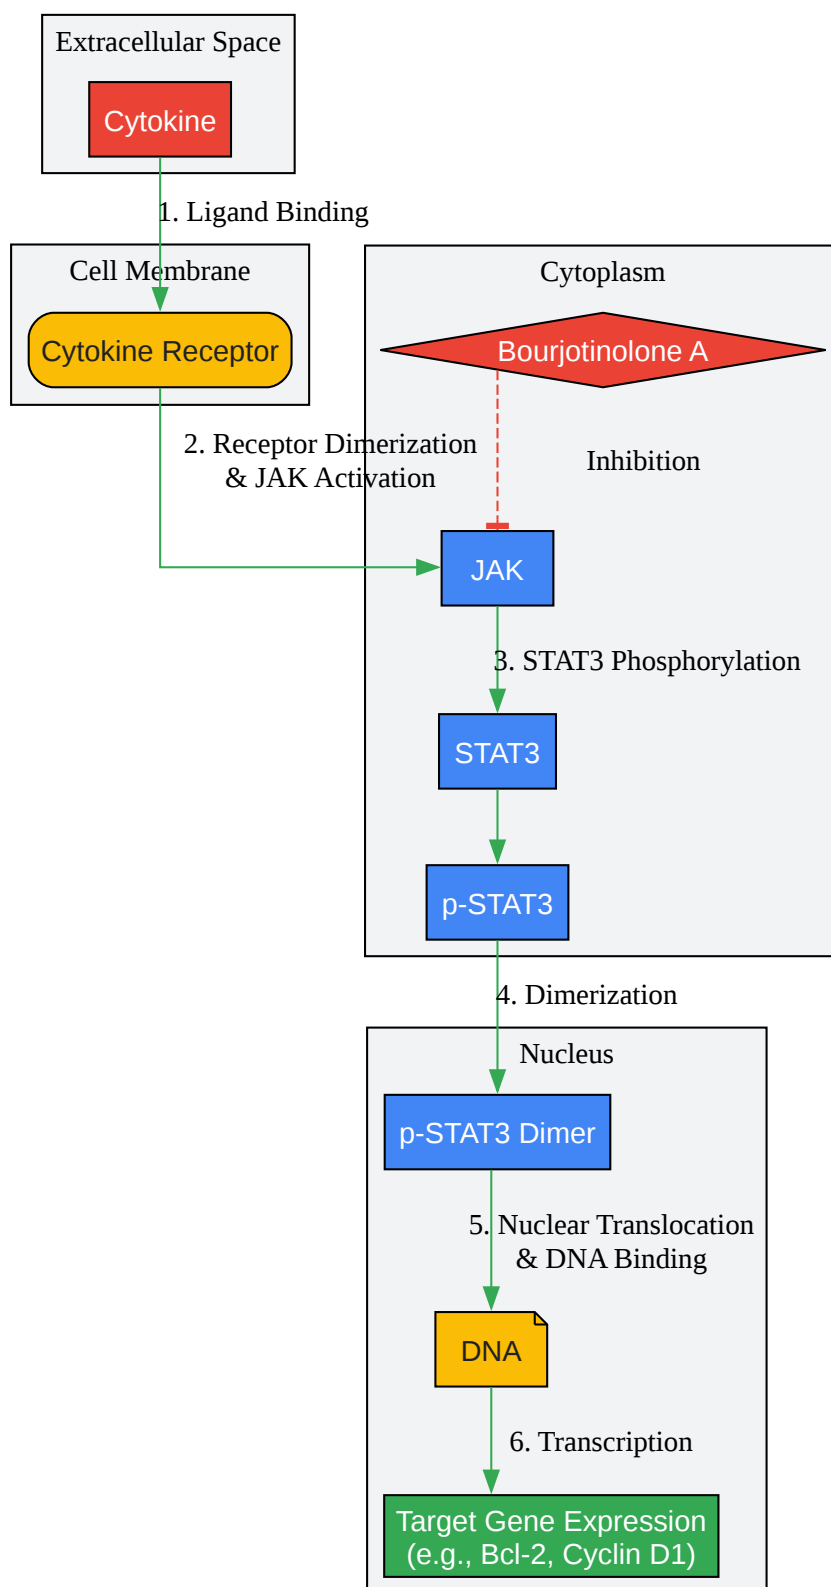 Extracellular Space
Cytokine
1. Ligand Binding
Cell Membrane
Cytokine Receptor
Cytoplasm
Bourjotinolone A
2. Receptor Dimerization
& JAK Activation
Inhibition
JAK
3. STAT3 Phosphorylation
STAT3
p-STAT3
4. Dimerization
Nucleus
p-STAT3 Dimer
5. Nuclear Translocation
& DNA Binding
DNA
6. Transcription
Target Gene Expression
(e.g., Bcl-2, Cyclin D1)